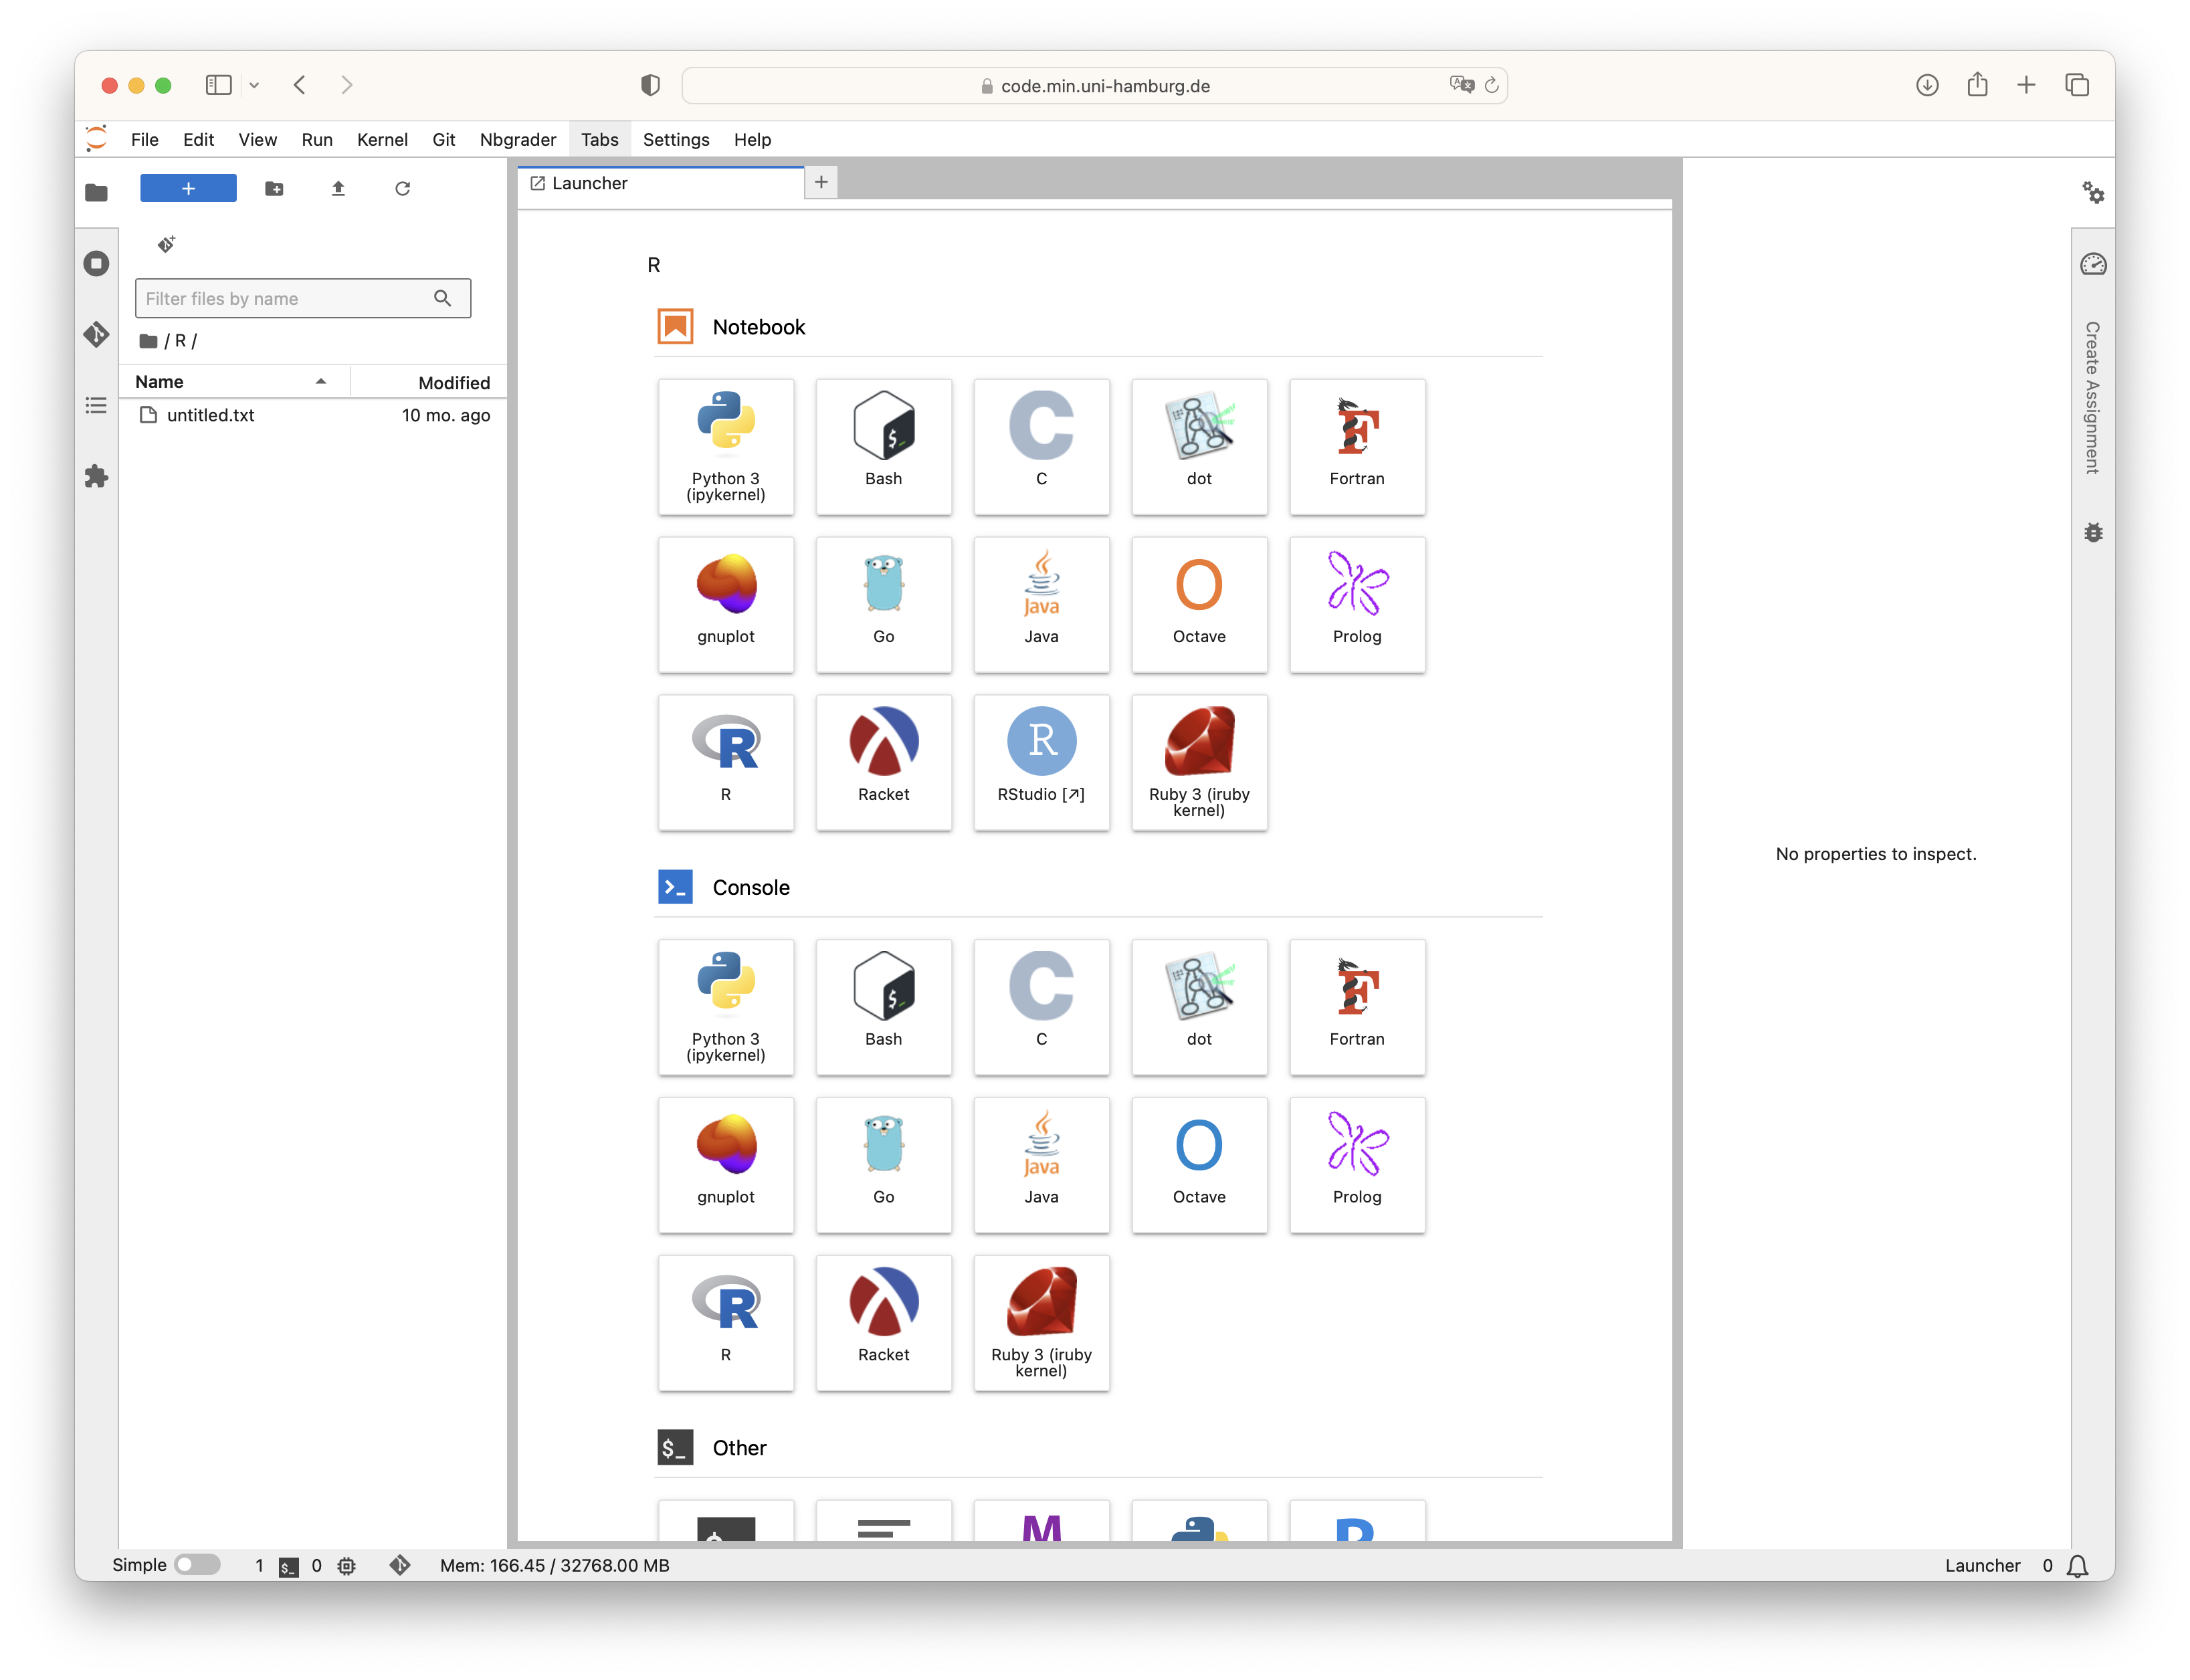 code.min.uni-hamburg.de
File Edit View Run Kernel Git Nbgrader Tabs Settings Help
+
Launcher +
Filter files by name
/ R /
Name Modified
untitled.txt 10 mo. ago
R
Notebook
Python 3 (ipykernel)
$_
Bash
C
C
dot
F
Fortran
gnuplot
Go
Java
Java
O
Octave
Prolog
R
R
Racket
R
RStudio [↗]
Ruby 3 (iruby kernel)
>_ Console
Python 3 (ipykernel)
$_
Bash
C
C
dot
F
Fortran
gnuplot
Go
Java
Java
O
Octave
Prolog
R
R
Racket
Ruby 3 (iruby kernel)
$_ Other
Create Assignment
No properties to inspect.
Simple 1 $_ 0 Mem: 166.45 / 32768.00 MB Launcher 0